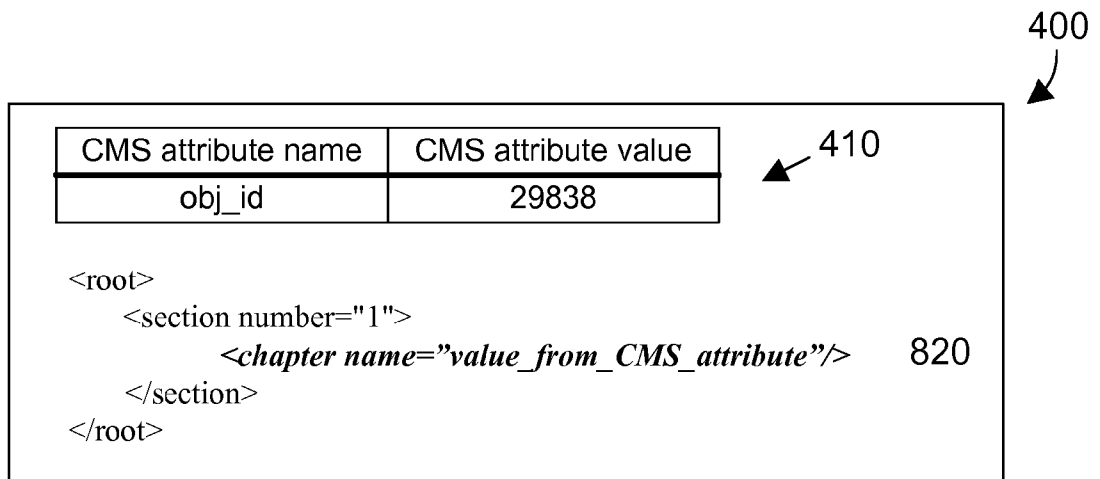 400
CMS attribute name CMS attribute value 410
obj_id 29838
<root>
<section number="1">
<chapter name=”value_from_CMS_attribute”/> 820
</section>
</root>